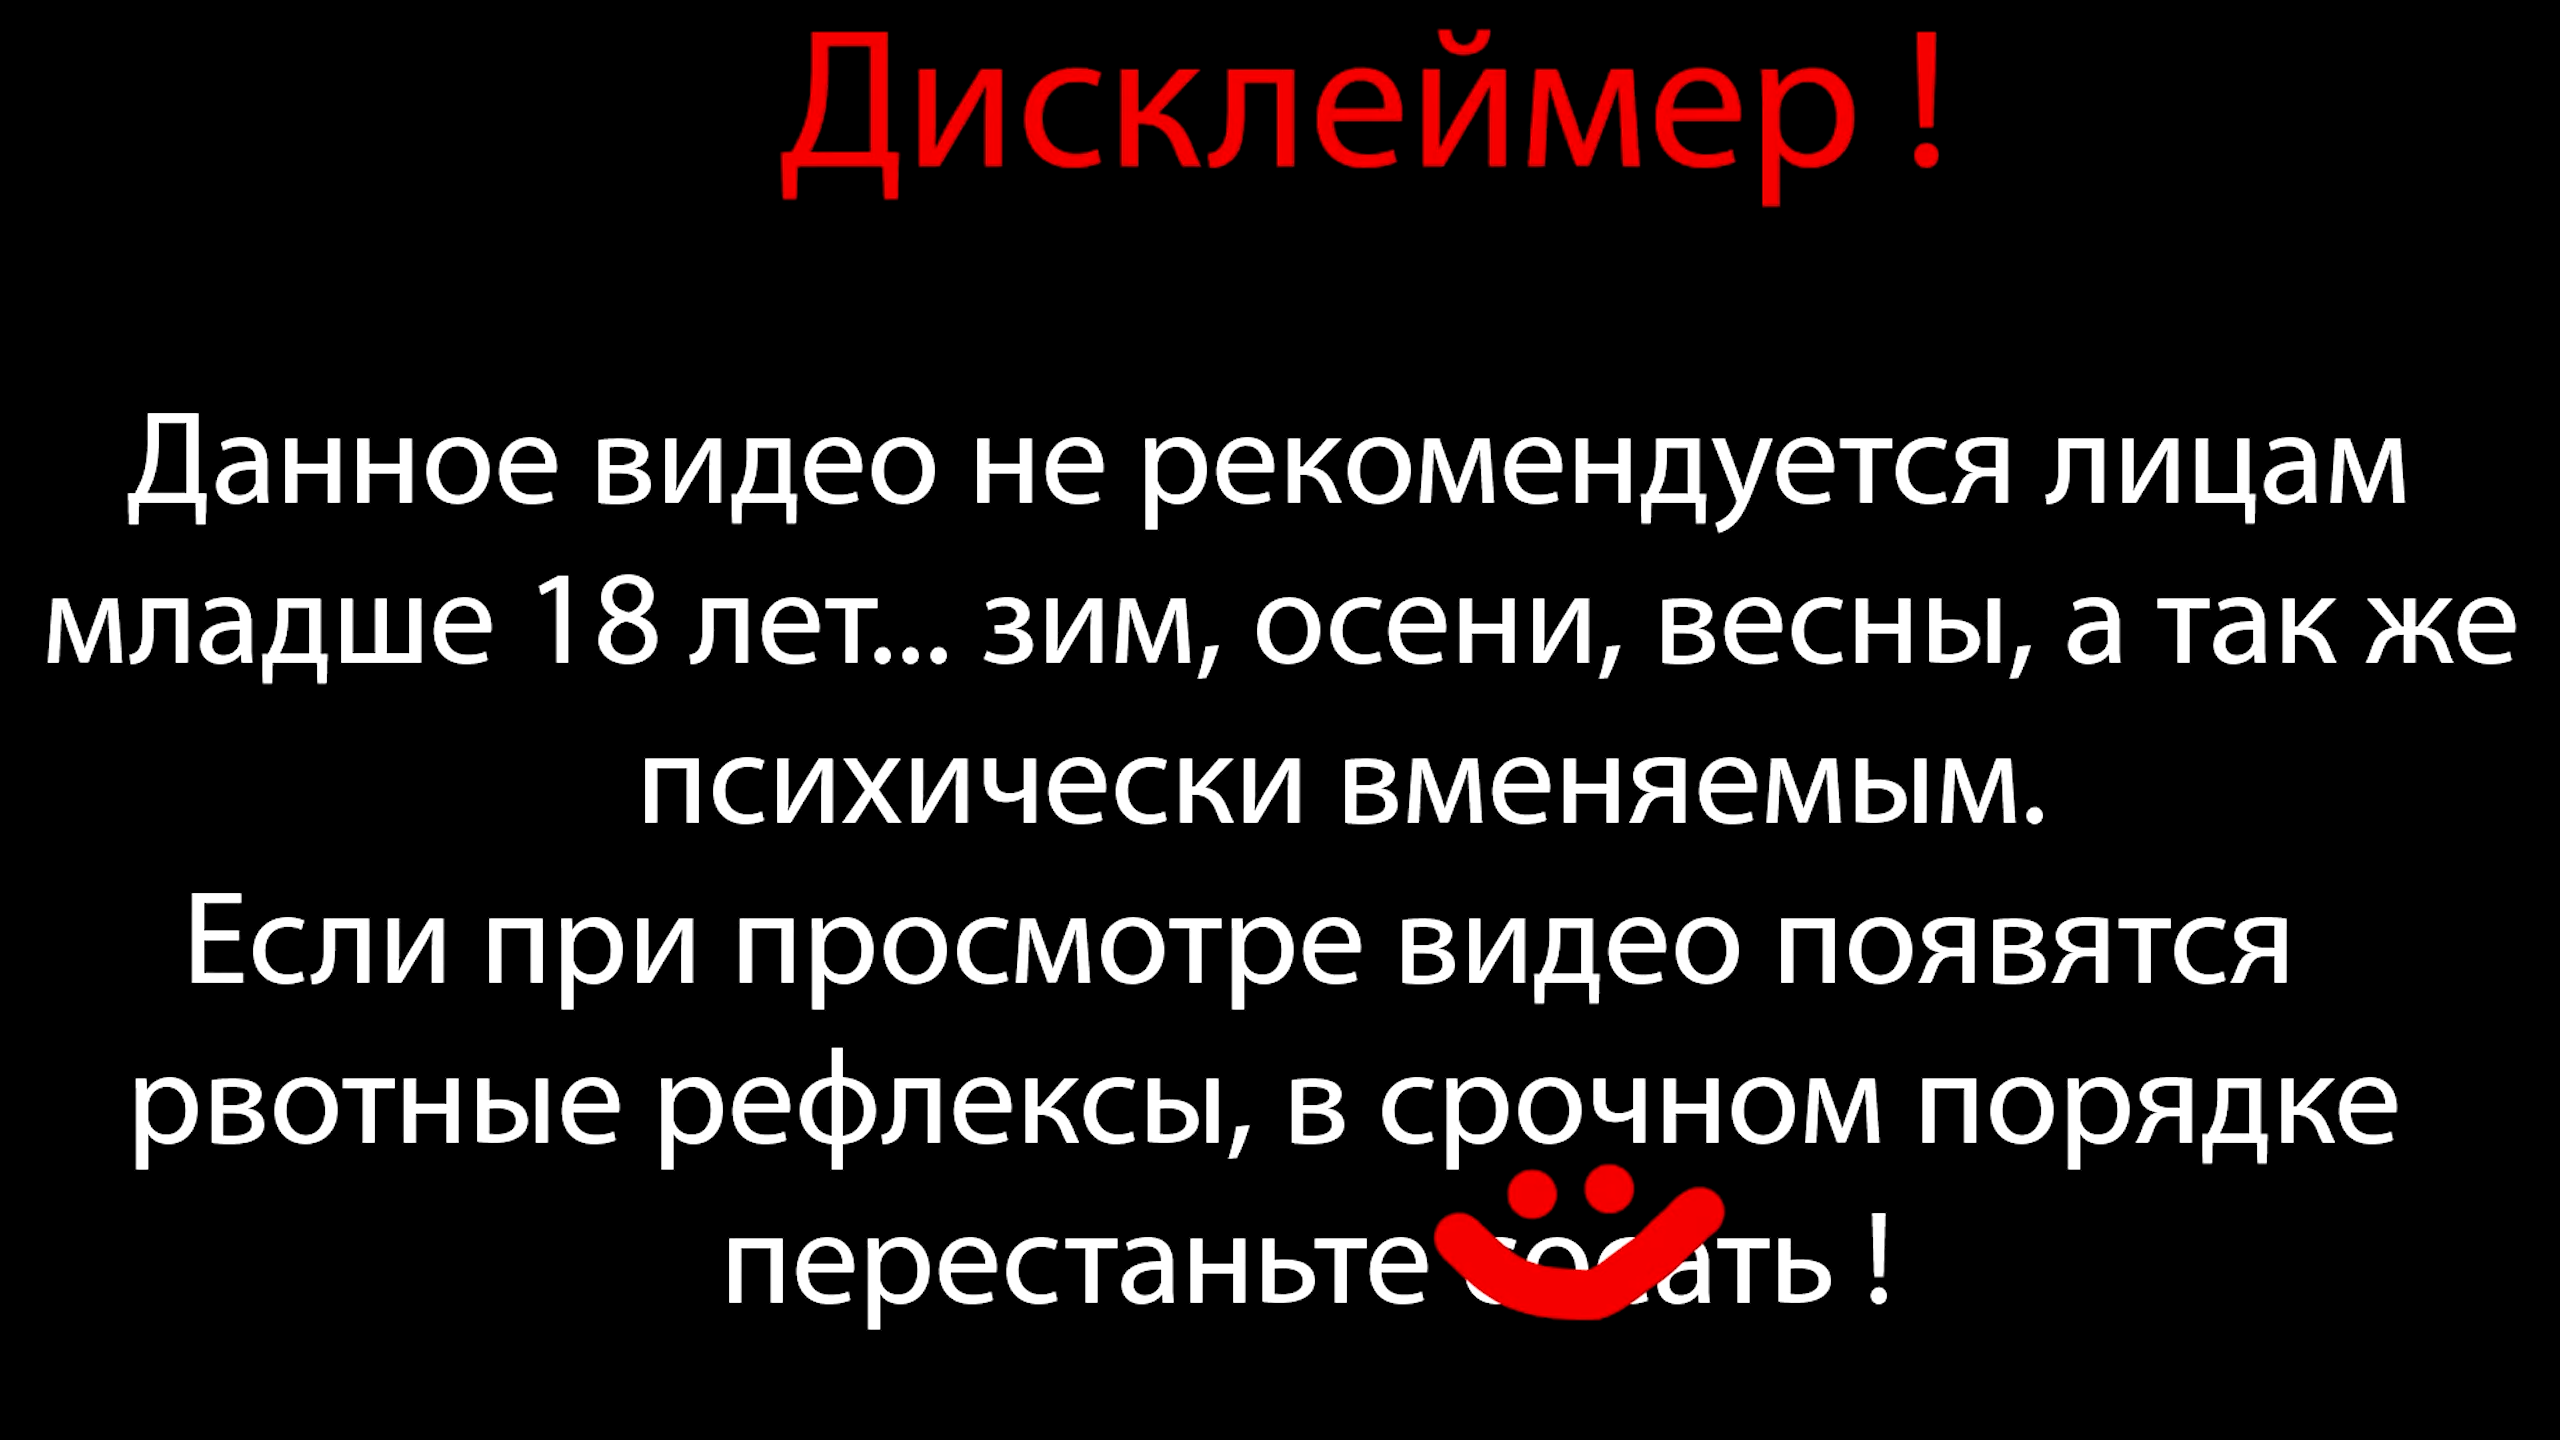 Дисклеймер !
Данное видео не рекомендуется лицам
младше 18 лет... зим, осени, весны, а так же
психически вменяемым.
Если при просмотре видео появятся
рвотные рефлексы, в срочном порядке
перестаньте сосать !